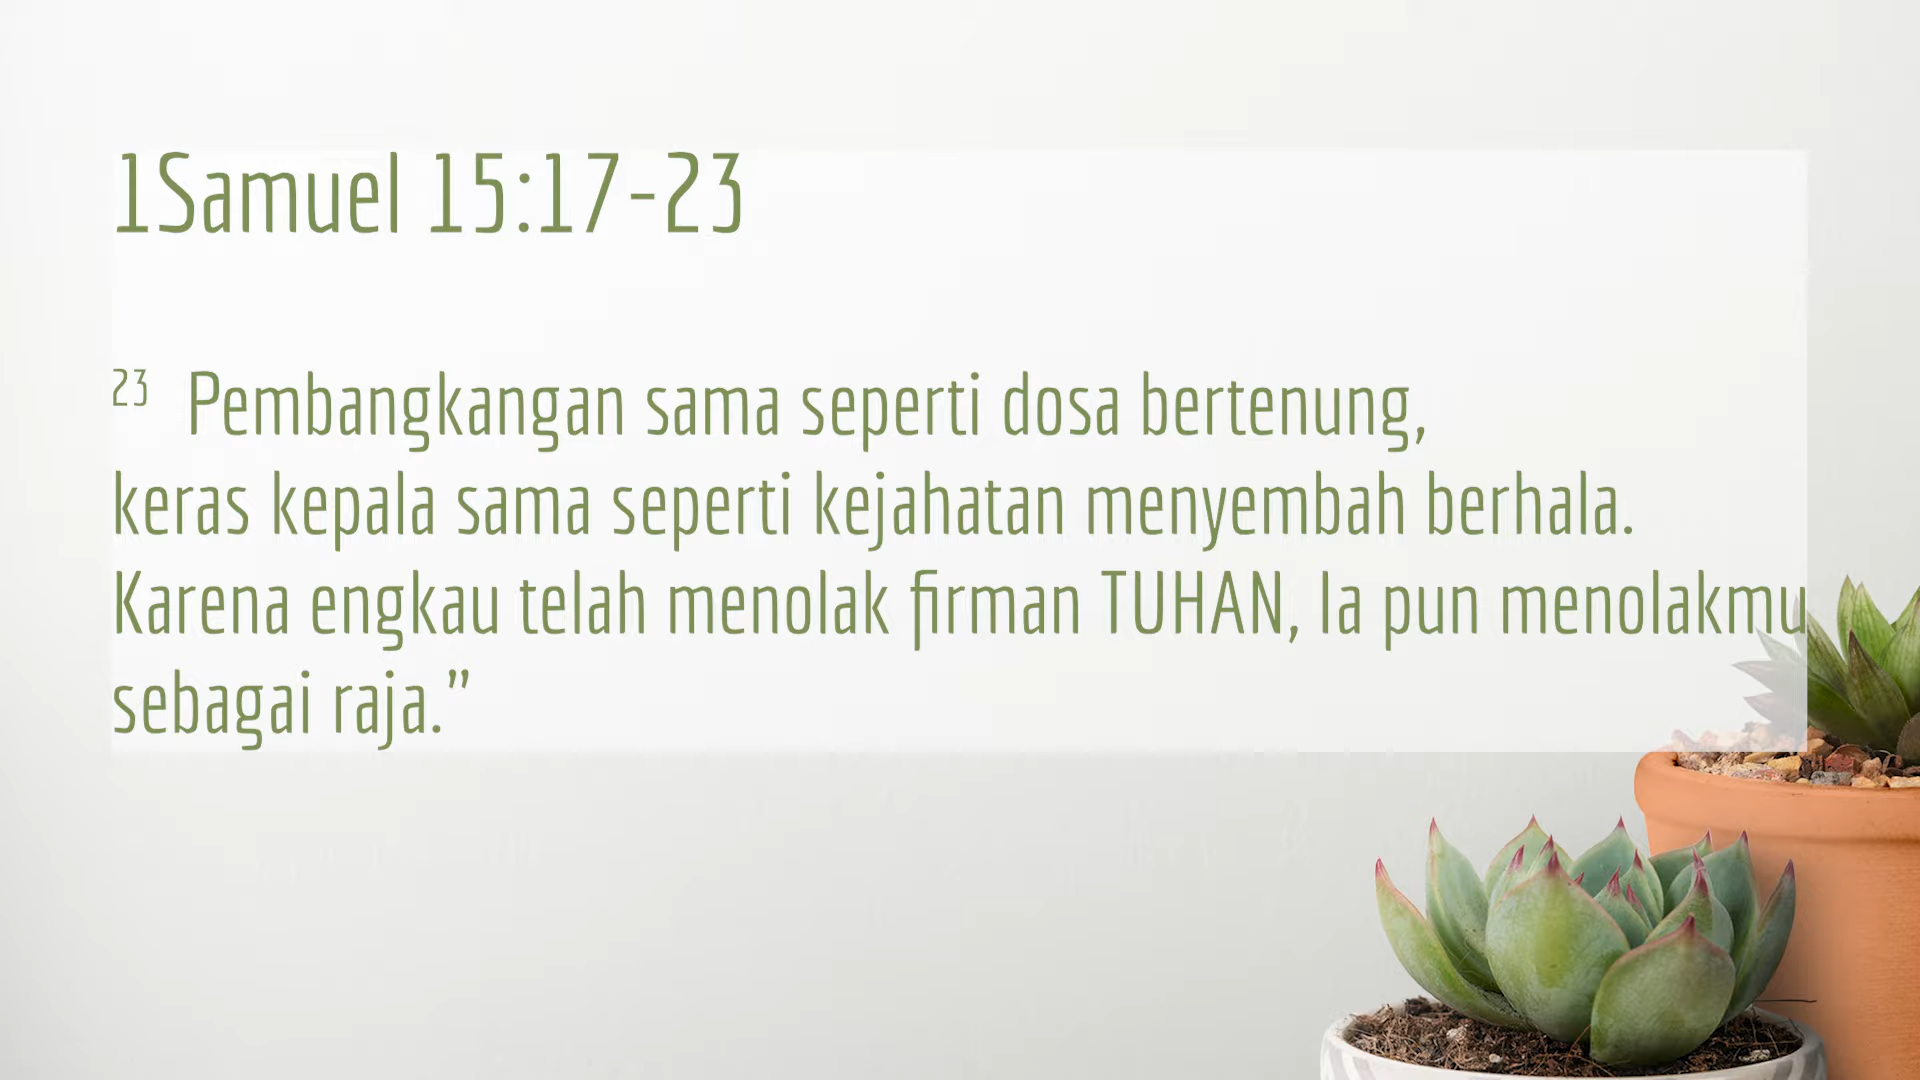 1Samuel 15:17-23
23 Pembangkangan sama seperti dosa bertenung,
keras kepala sama seperti kejahatan menyembah berhala.
Karena engkau telah menolak firman TUHAN, Ia pun menolakmu
sebagai raja.”